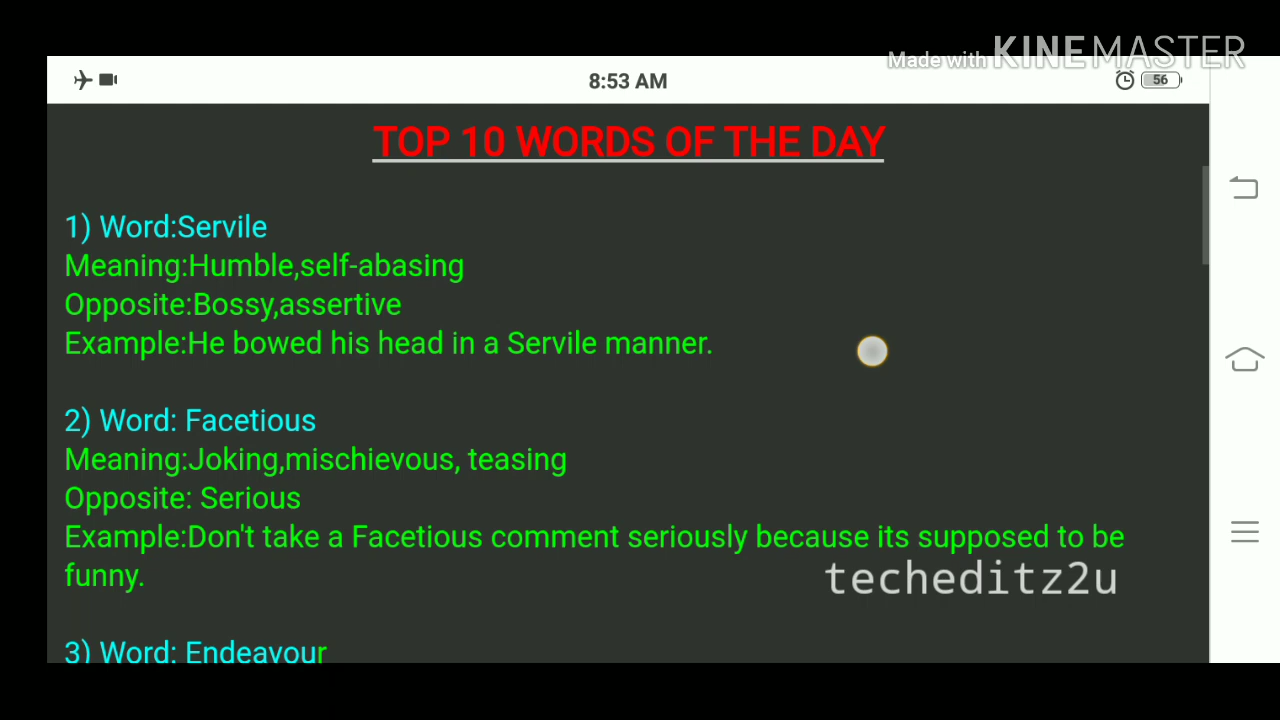 Made with KINEMASTER
8:53 AM
56
TOP 10 WORDS OF THE DAY
1) Word:Servile
Meaning:Humble,self-abasing
Opposite:Bossy,assertive
Example:He bowed his head in a Servile manner.
2) Word: Facetious
Meaning:Joking,mischievous, teasing
Opposite: Serious
Example:Don't take a Facetious comment seriously because its supposed to be
funny.
techeditz2u
3) Word: Endeavour